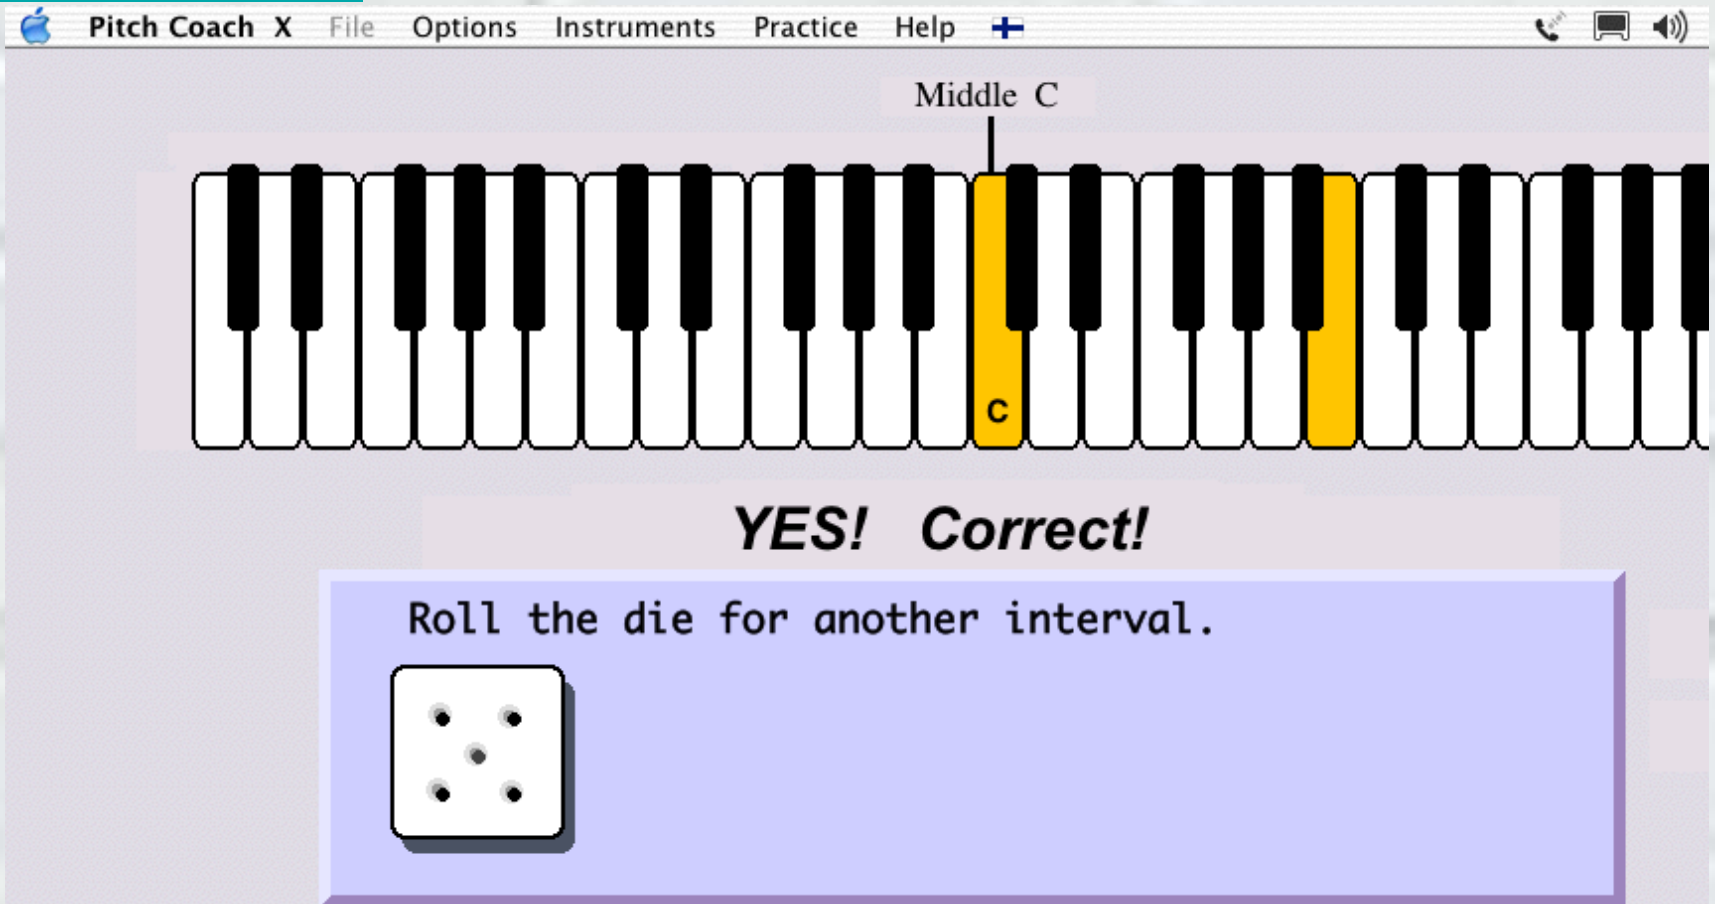 Pitch Coach X File Options Instruments Practice Help
Middle C
C
YES! Correct!
Roll the die for another interval.